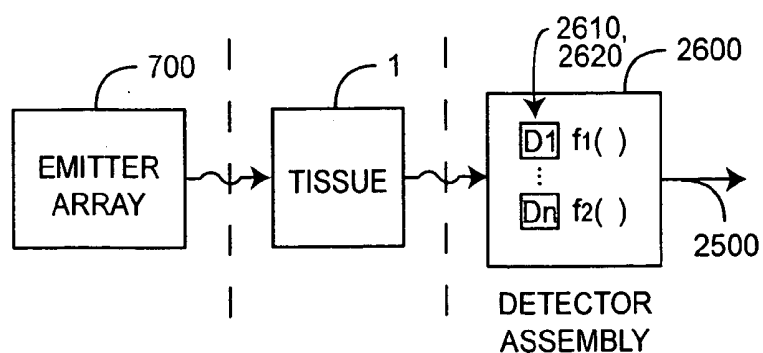 700
1
2610,
2620
2600
EMITTER
ARRAY
TISSUE
D1 f1( )
⋮
Dn f2( )
2500
DETECTOR
ASSEMBLY